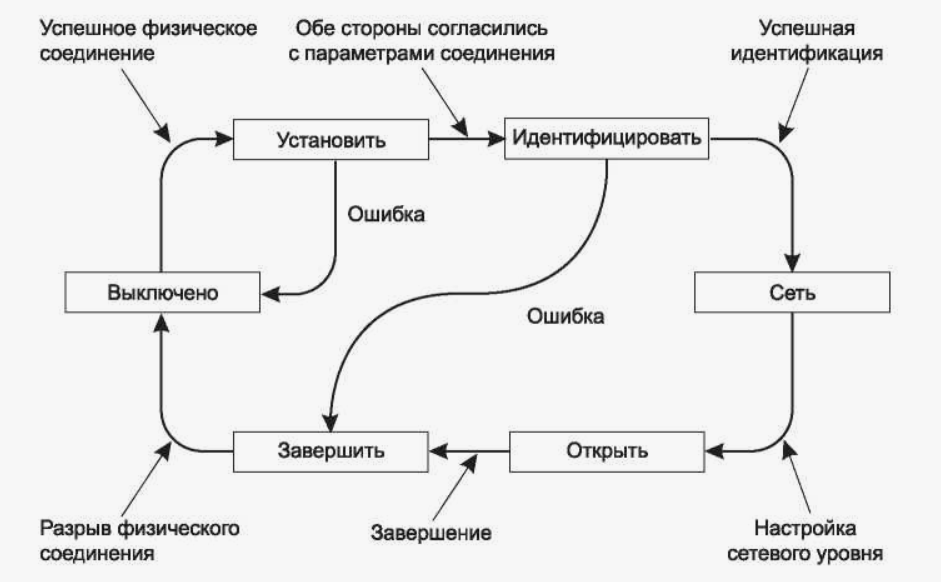 Успешное физическое
соединение
Обе стороны согласились
с параметрами соединения
Успешная
идентификация
Установить
Идентифицировать
Ошибка
Выключено
Сеть
Ошибка
Завершить
Открыть
Разрыв физического
соединения
Завершение
Настройка
сетевого уровня